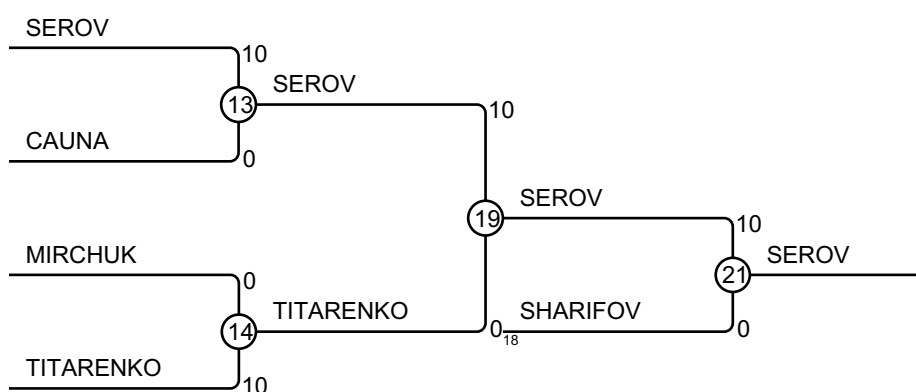 SEROV
10
13
SEROV
CAUNA
0
10
19
SEROV
MIRCHUK
0
14
TITARENKO
0
TITARENKO
10
10
21
SEROV
18
SHARIFOV
0